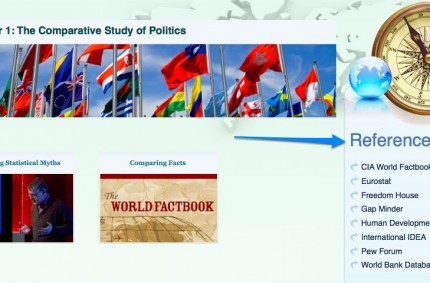 r 1: The Comparative Study of Politics
Reference
g Statistical Myths
Comparing Facts
The
WORLD FACTBOOK
CIA World Factbook
Eurostat
Freedom House
Gap Minder
Human Developme
International IDEA
Pew Forum
World Bank Databa